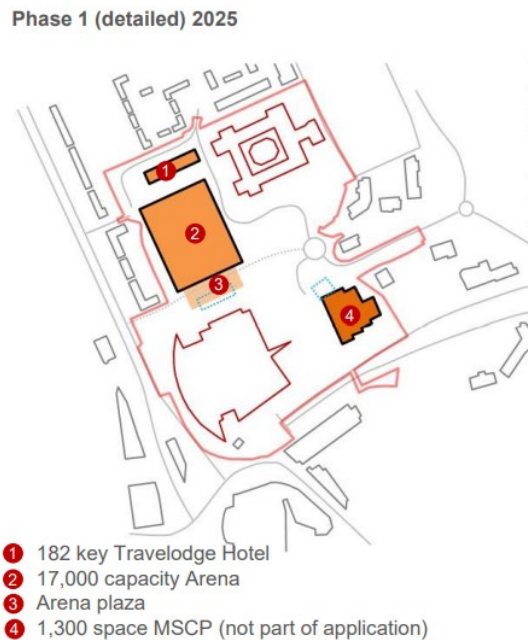 Phase 1 (detailed) 2025
1
2
3
4
1 182 key Travelodge Hotel
2 17,000 capacity Arena
3 Arena plaza
4 1,300 space MSCP (not part of application)